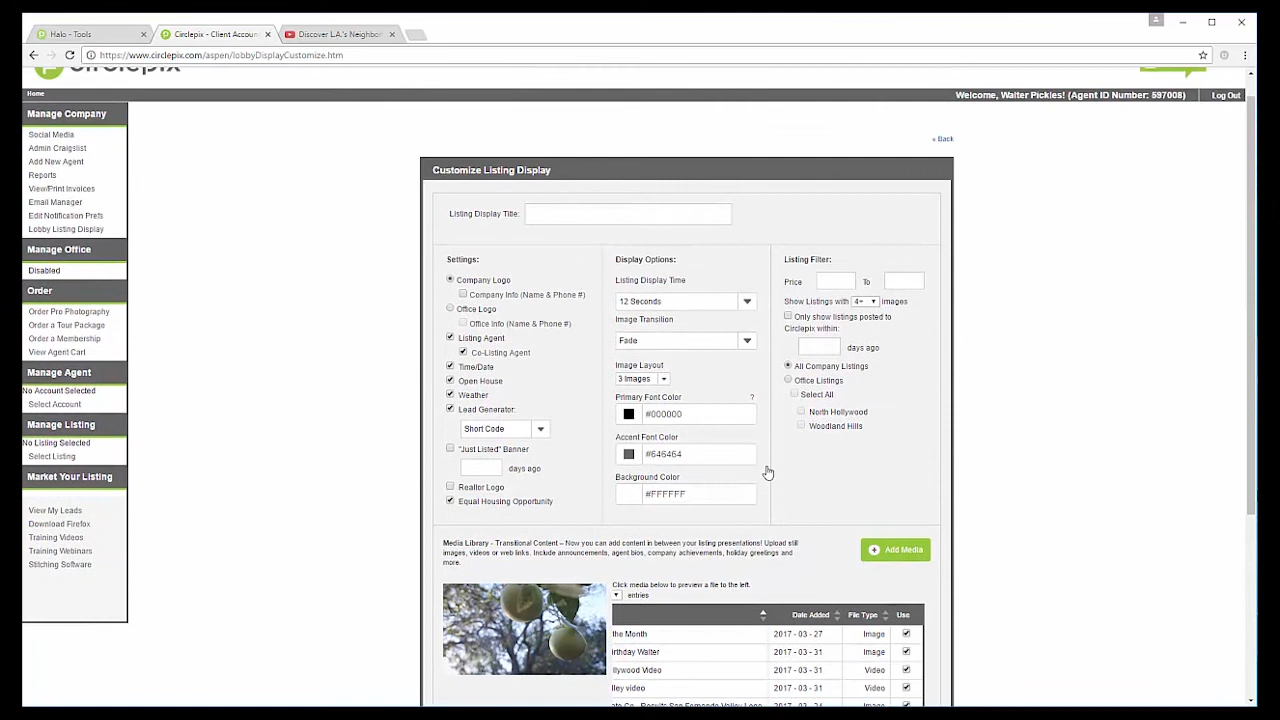 Halo - Tools
Circlepix - Client Accoun
Discover L.A.'s Neighbor
https://www.circlepix.com/aspen/lobbyDisplayCustomize.htm
circlepix
Home
Welcome, Walter Pickles! (Agent ID Number: 597008)
Log Out
Manage Company
Social Media
Admin Craigslist
Add New Agent
Reports
View/Print Invoices
Email Manager
Edit Notification Prefs
Lobby Listing Display
Manage Office
Disabled
Order
Order Pro Photography
Order a Tour Package
Order a Membership
View Agent Cart
Manage Agent
No Account Selected
Select Account
Manage Listing
No Listing Selected
Select Listing
Market Your Listing
View My Leads
Download Firefox
Training Videos
Training Webinars
Stitching Software
« Back
Customize Listing Display
Listing Display Title:
Settings:
Company Logo
Company Info (Name & Phone #)
Office Logo
Office Info (Name & Phone #)
Listing Agent
Co-Listing Agent
Time/Date
Open House
Weather
Lead Generator:
Short Code
"Just Listed" Banner
days ago
Realtor Logo
Equal Housing Opportunity
Display Options:
Listing Display Time
12 Seconds
Image Transition
Fade
Image Layout
3 Images
Primary Font Color ?
#000000
Accent Font Color
#646464
Background Color
#FFFFFF
Listing Filter:
Price To
Show Listings with 4+ images
Only show listings posted to
Circlepix within:
days ago
All Company Listings
Office Listings
Select All
North Hollywood
Woodland Hills
Media Library - Transitional Content – Now you can add content in between your listing presentations! Upload still
images, videos or web links. Include announcements, agent bios, company achievements, holiday greetings and
more.
Add Media
Click media below to preview a file to the left.
entries
Date Added File Type Use
the Month 2017 - 03 - 27 Image
irthday Walter 2017 - 03 - 31 Image
llywood Video 2017 - 03 - 31 Video
lley video 2017 - 03 - 31 Video